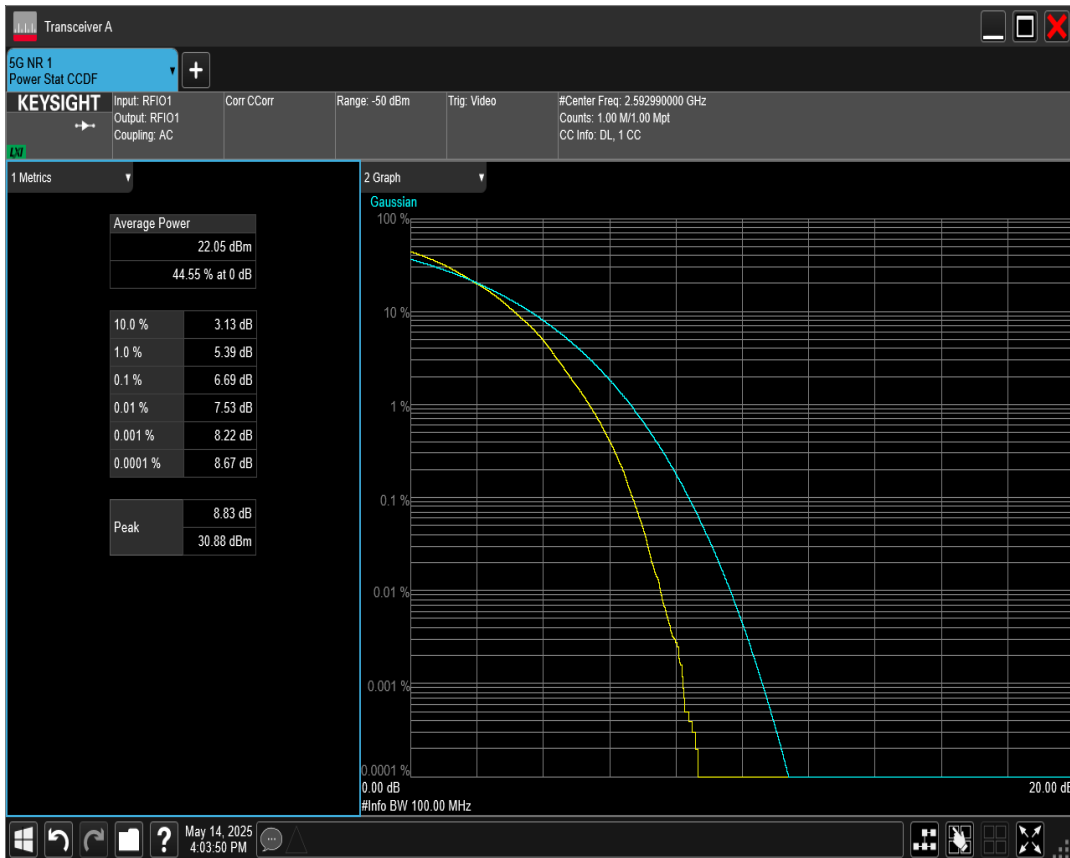 Transceiver A
5G NR 1
Power Stat CCDF
KEYSIGHT
LXI
Input: RFIO1
Output: RFIO1
Coupling: AC
Corr CCorr
Range: -50 dBm
Trig: Video
#Center Freq: 2.592990000 GHz
Counts: 1.00 M/1.00 Mpt
CC Info: DL, 1 CC
1 Metrics
Average Power
22.05 dBm
44.55 % at 0 dB
10.0 % 3.13 dB
1.0 % 5.39 dB
0.1 % 6.69 dB
0.01 % 7.53 dB
0.001 % 8.22 dB
0.0001 % 8.67 dB
Peak
8.83 dB
30.88 dBm
2 Graph
Gaussian
100 %
10 %
1 %
0.1 %
0.01 %
0.001 %
0.0001 %
0.00 dB 20.00 dB
#Info BW 100.00 MHz
May 14, 2025
4:03:50 PM